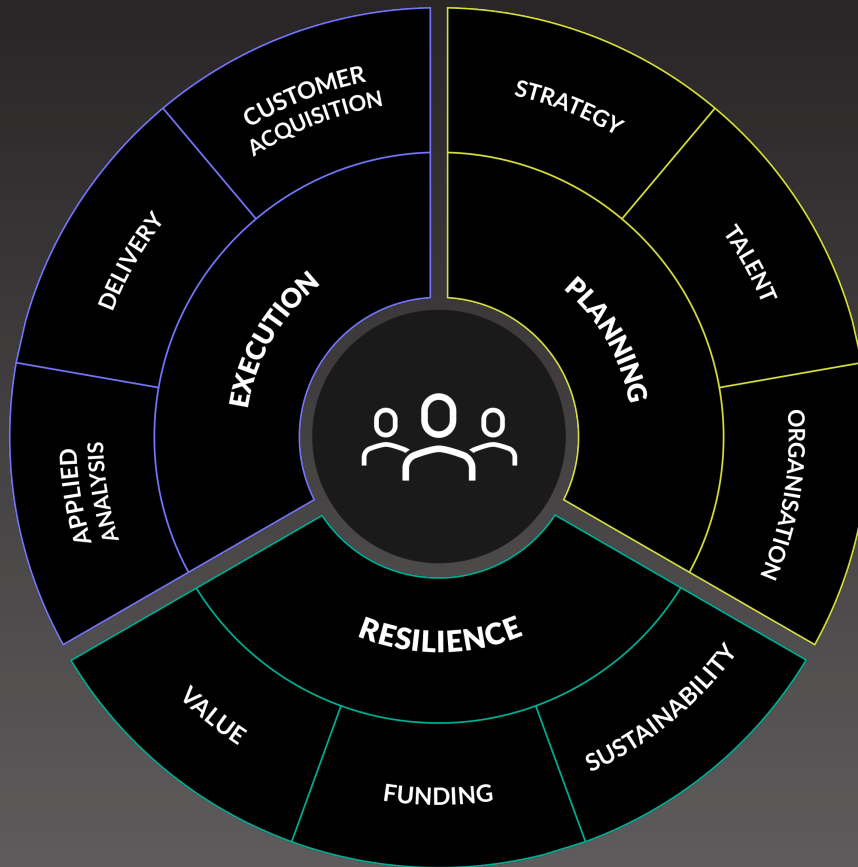 CUSTOMER
ACQUISITION
STRATEGY
DELIVERY
TALENT
EXECUTION
PLANNING
APPLIED
ANALYSIS
ORGANISATION
RESILIENCE
VALUE
FUNDING
SUSTAINABILITY